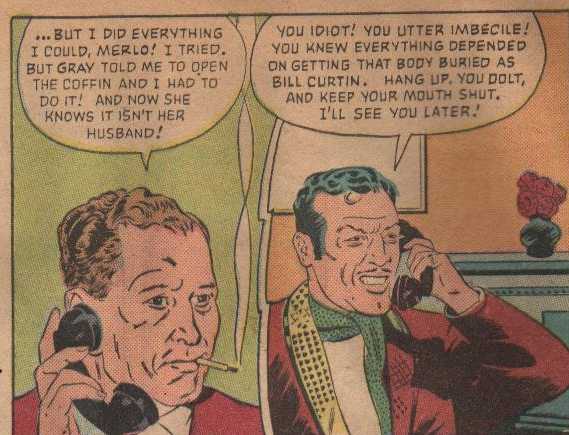 ...BUT I DID EVERYTHING
I COULD, MERLO! I TRIED.
BUT GRAY TOLD ME TO OPEN
THE COFFIN AND I HAD TO
DO IT! AND NOW SHE
KNOWS IT ISN'T HER
HUSBAND!
YOU IDIOT! YOU UTTER IMBECILE!
YOU KNEW EVERYTHING DEPENDED
ON GETTING THAT BODY BURIED AS
BILL CURTIN. HANG UP, YOU DOLT,
AND KEEP YOUR MOUTH SHUT.
I'LL SEE YOU LATER!